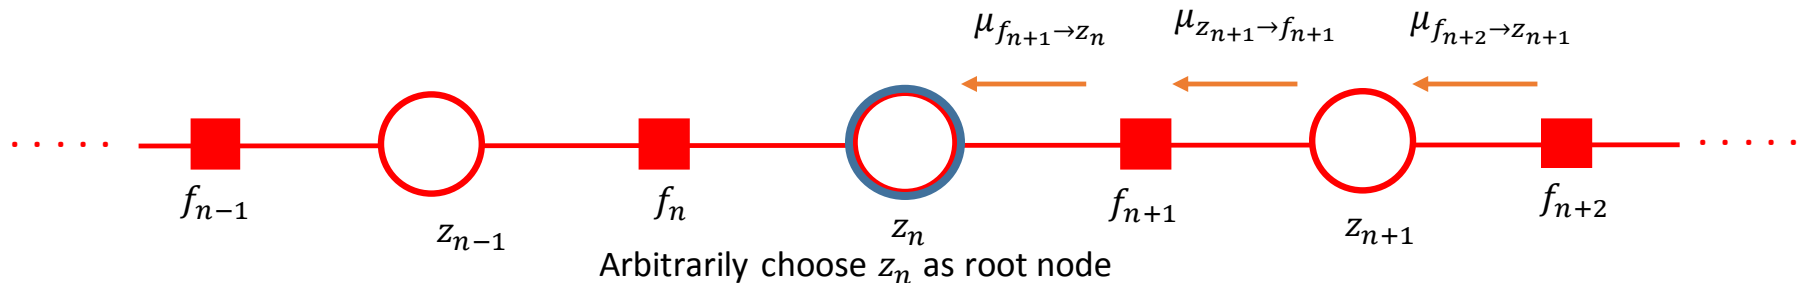 μ_{f_{n+1}→z_n} μ_{z_{n+1}→f_{n+1}} μ_{f_{n+2}→z_{n+1}}
f_{n−1} z_{n−1} f_n z_n f_{n+1} z_{n+1} f_{n+2}
Arbitrarily choose z_n as root node